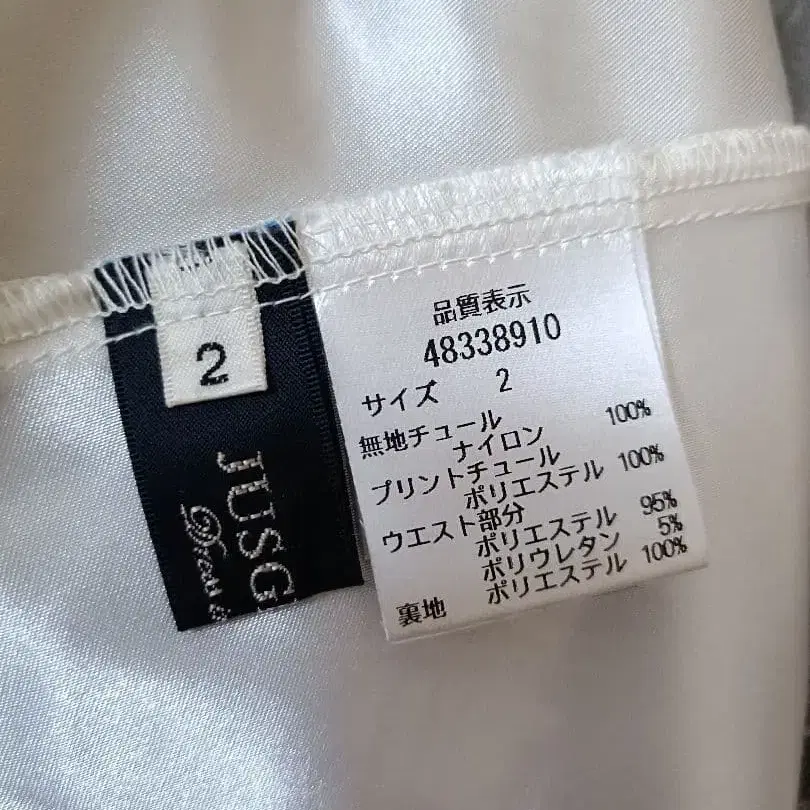 2
JUSG
品質表示
48338910
サイズ 2
無地チュール
ナイロン 100%
プリントチュール
ポリエステル 100%
ウエスト部分
ポリエステル 95%
ポリウレタン 5%
裏地 ポリエステル 100%